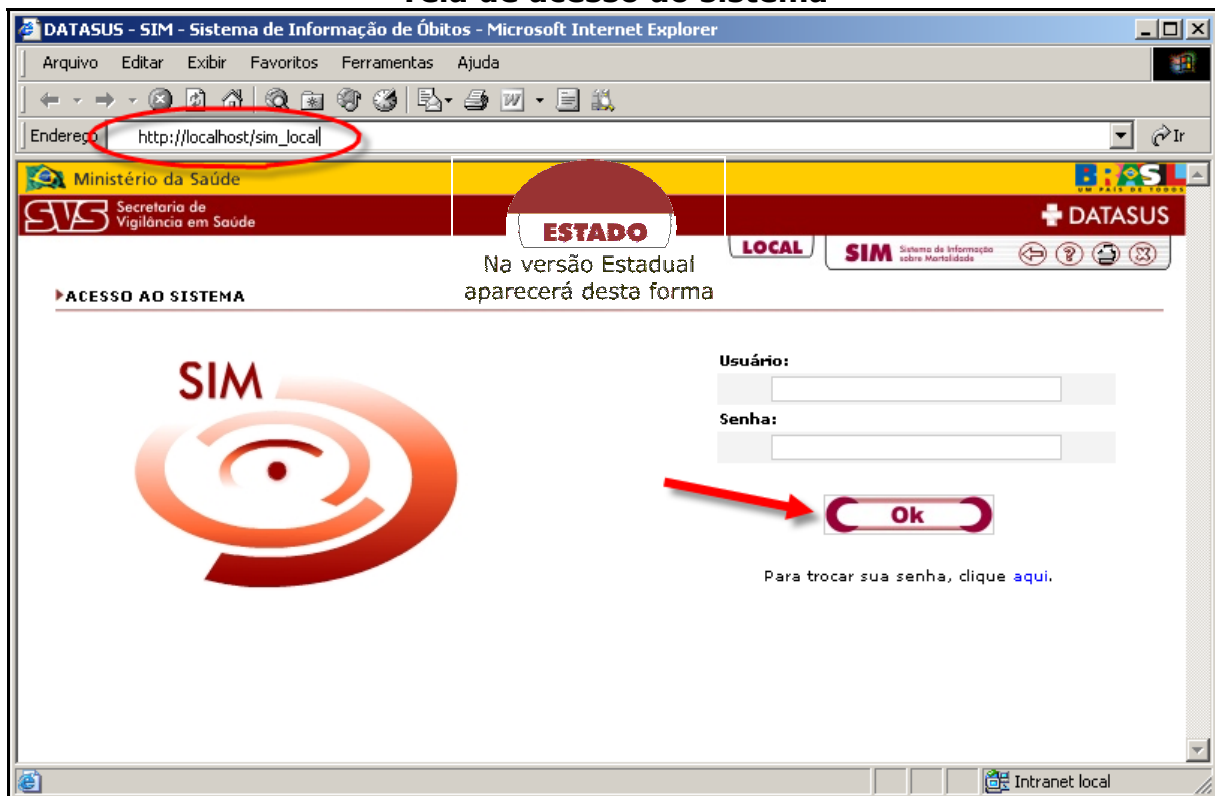 Tela de acesso ao sistema
DATASUS - SIM - Sistema de Informação de Óbitos - Microsoft Internet Explorer
Arquivo Editar Exibir Favoritos Ferramentas Ajuda
Endereço http://localhost/sim_local Ir
Ministério da Saúde
BRASIL
UM PAÍS DE TODOS
SVS Secretaria de
Vigilância em Saúde
DATASUS
ESTADO
Na versão Estadual
aparecerá desta forma
LOCAL
SIM Sistema de Informação
sobre Mortalidade
ACESSO AO SISTEMA
SIM
Usuário:
Senha:
Ok
Para trocar sua senha, clique aqui.
Intranet local